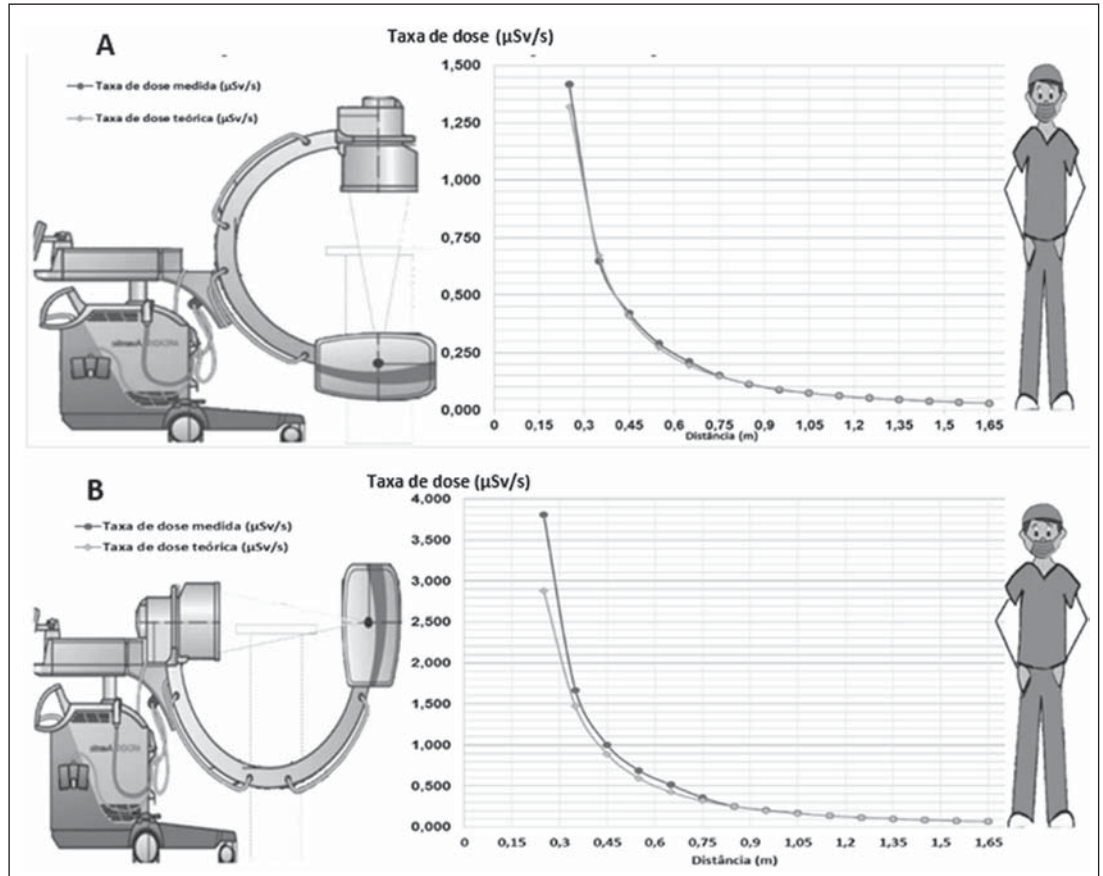 A
Taxa de dose (µSv/s)
Taxa de dose medida (µSv/s)
Taxa de dose teórica (µSv/s)
1,500
1,250
1,000
0,750
0,500
0,250
0,000
0 0,15 0,3 0,45 0,6 0,75 0,9 1,05 1,2 1,35 1,5 1,65
Distância (m)
B
Taxa de dose (µSv/s)
Taxa de dose medida (µSv/s)
Taxa de dose teórica (µSv/s)
4,000
3,500
3,000
2,500
2,000
1,500
1,000
0,500
0,000
0 0,15 0,3 0,45 0,6 0,75 0,9 1,05 1,2 1,35 1,5 1,65
Distância (m)